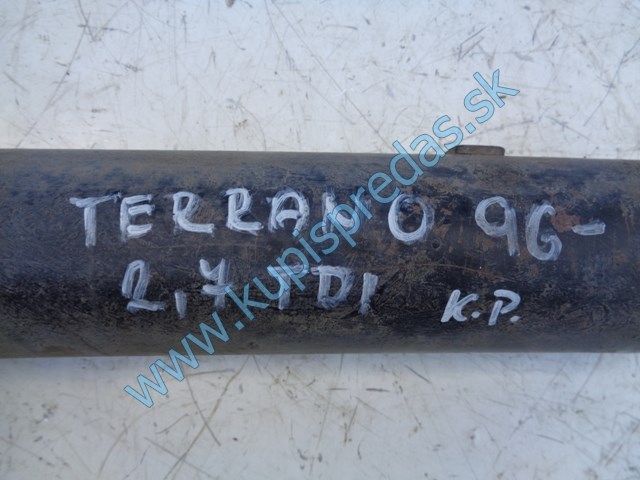 TERRANO 96-
2,7 TDI K.P.
www.kupispredas.sk